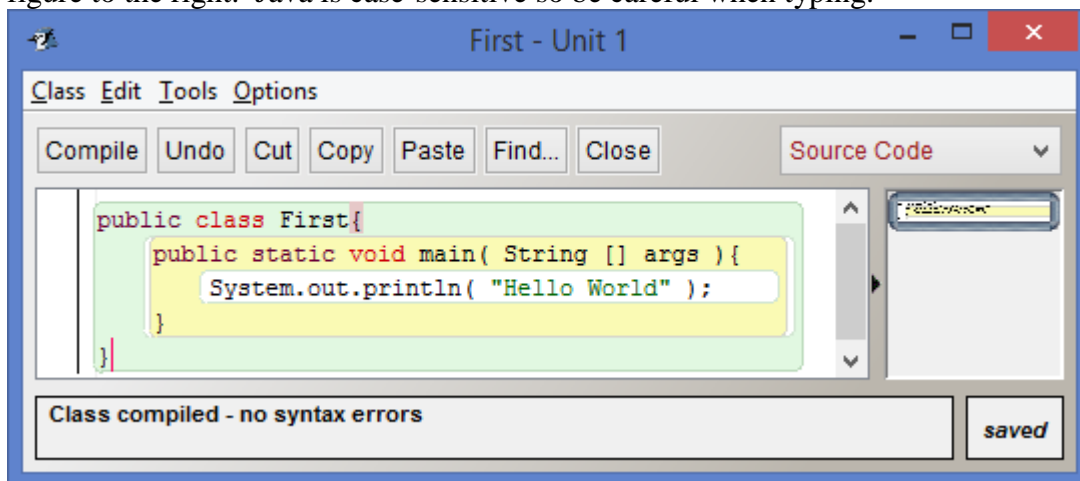 figure to the right. Java is case-sensitive so be careful when typing.
First - Unit 1
Class Edit Tools Options
Compile Undo Cut Copy Paste Find... Close Source Code
public class First{
public static void main( String [] args ){
System.out.println( "Hello World" );
}
}
Class compiled - no syntax errors
saved